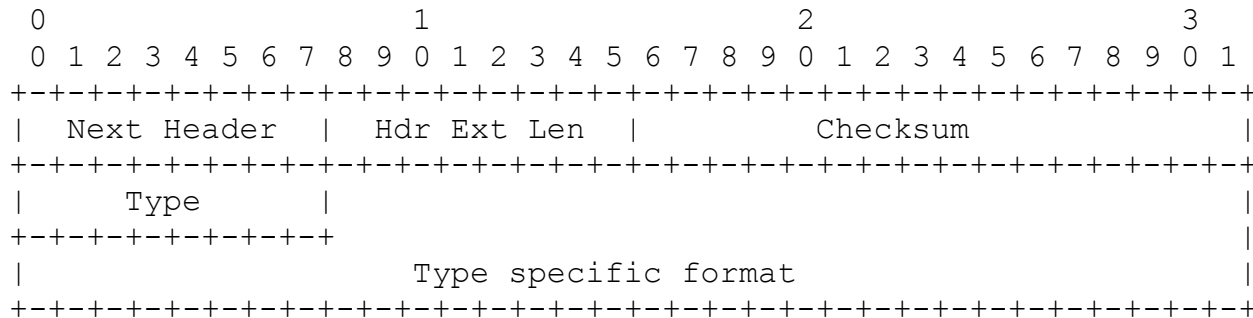 0                   1                   2                   3
 0 1 2 3 4 5 6 7 8 9 0 1 2 3 4 5 6 7 8 9 0 1 2 3 4 5 6 7 8 9 0 1
+-+-+-+-+-+-+-+-+-+-+-+-+-+-+-+-+-+-+-+-+-+-+-+-+-+-+-+-+-+-+-+-+
|  Next Header  |  Hdr Ext Len  |         Checksum              |
+-+-+-+-+-+-+-+-+-+-+-+-+-+-+-+-+-+-+-+-+-+-+-+-+-+-+-+-+-+-+-+-+
|     Type      |                                               |
+-+-+-+-+-+-+-+-+                                               |
|                    Type specific format                       |
+-+-+-+-+-+-+-+-+-+-+-+-+-+-+-+-+-+-+-+-+-+-+-+-+-+-+-+-+-+-+-+-+